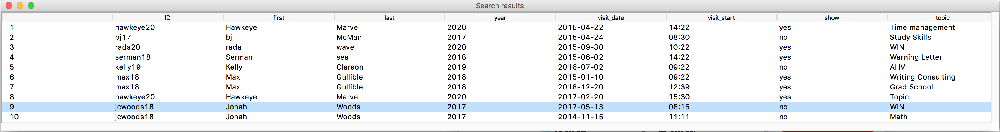 Search results
ID first last year visit_date visit_start show topic
1 hawkeye20 Hawkeye Marvel 2020 2015-04-22 14:22 yes Time management
2 bj17 bj McMan 2017 2015-04-24 08:30 no Study Skills
3 rada20 rada wave 2020 2015-09-30 10:22 yes WIN
4 serman18 Serman sea 2018 2015-06-02 14:22 yes Warning Letter
5 kelly19 Kelly Clarson 2019 2016-07-02 09:22 no AHV
6 max18 Max Gullible 2018 2015-01-10 09:22 yes Writing Consulting
7 max18 Max Gullible 2018 2018-12-20 12:39 yes Grad School
8 hawkeye20 Hawkeye Marvel 2020 2017-02-20 15:30 yes Topic
9 jcwoods18 Jonah Woods 2017 2017-05-13 08:15 no WIN
10 jcwoods18 Jonah Woods 2017 2014-11-15 11:11 no Math